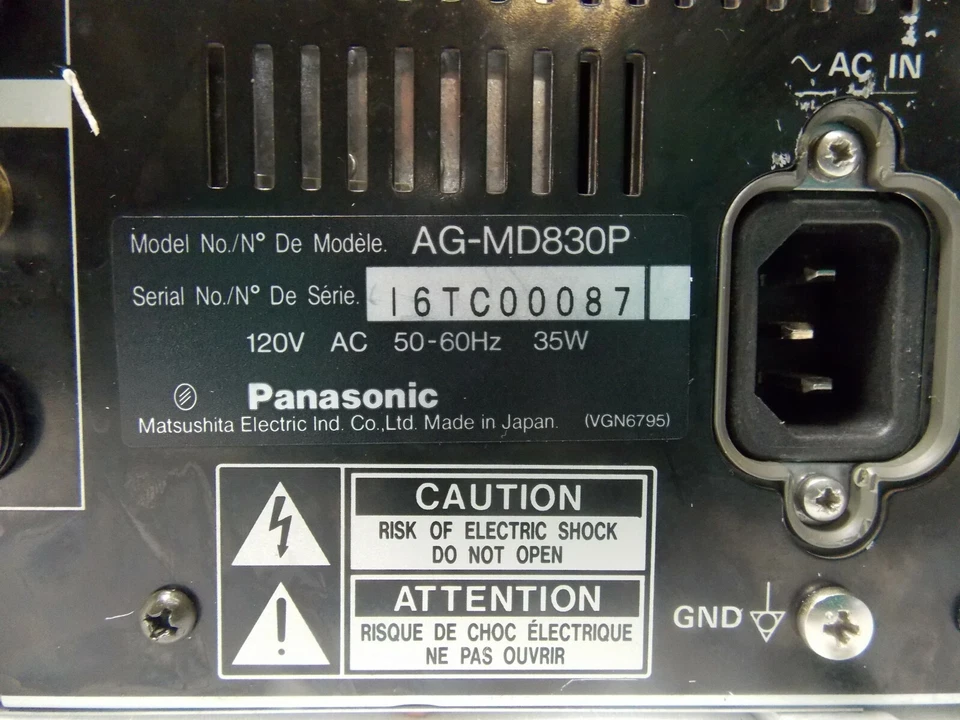 ∼ AC IN
Model No./N° De Modèle. AG-MD830P
Serial No./N° De Série. I6TC00087
120V AC 50-60Hz 35W
Panasonic
Matsushita Electric Ind. Co.,Ltd. Made in Japan. (VGN6795)
CAUTION
RISK OF ELECTRIC SHOCK
DO NOT OPEN
ATTENTION
RISQUE DE CHOC ÉLECTRIQUE
NE PAS OUVRIR
GND